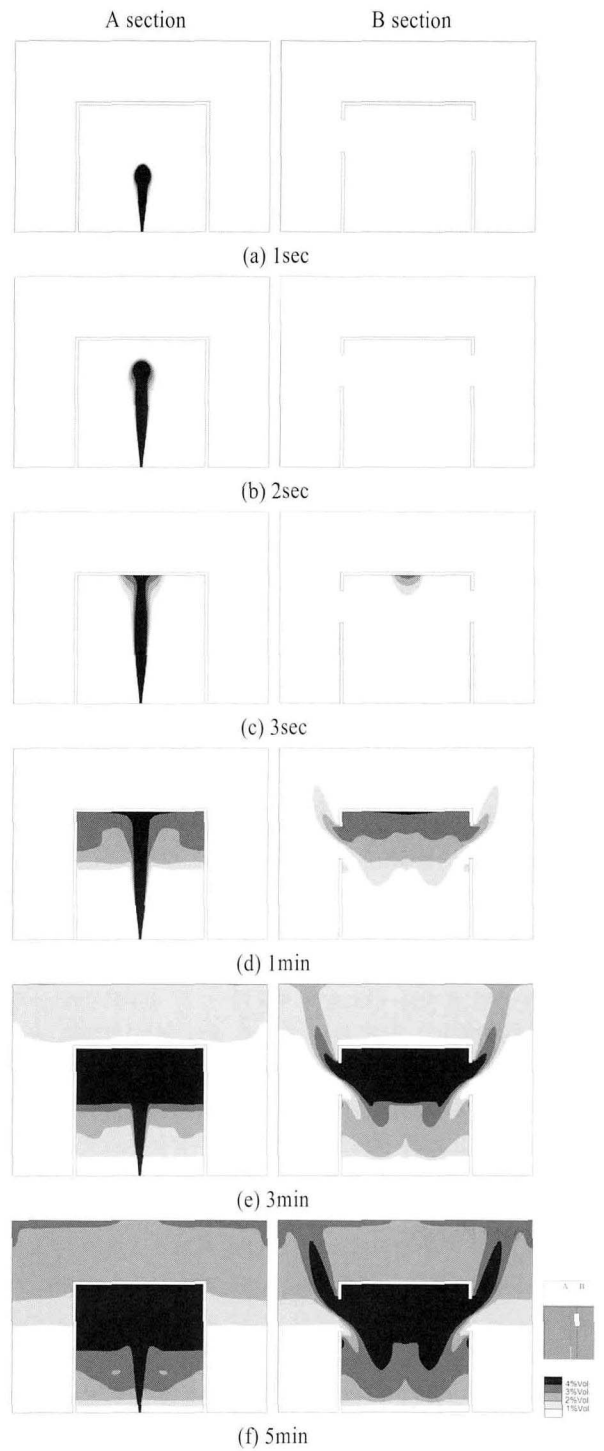 A section B section
(a) 1sec
(b) 2sec
(c) 3sec
(d) 1min
(e) 3min
A B
4%Vol
3%Vol
2%Vol
1%Vol
(f) 5min